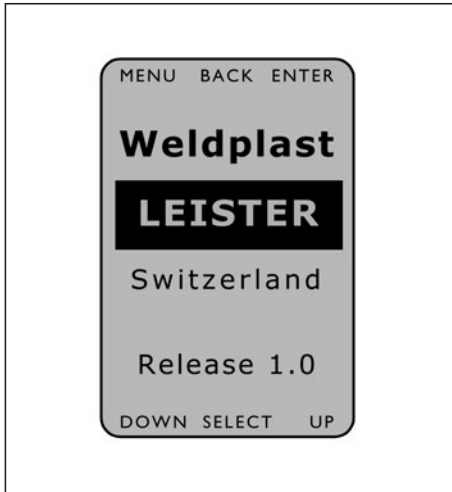 MENU BACK ENTER
Weldplast
LEISTER
Switzerland
Release 1.0
DOWN SELECT UP